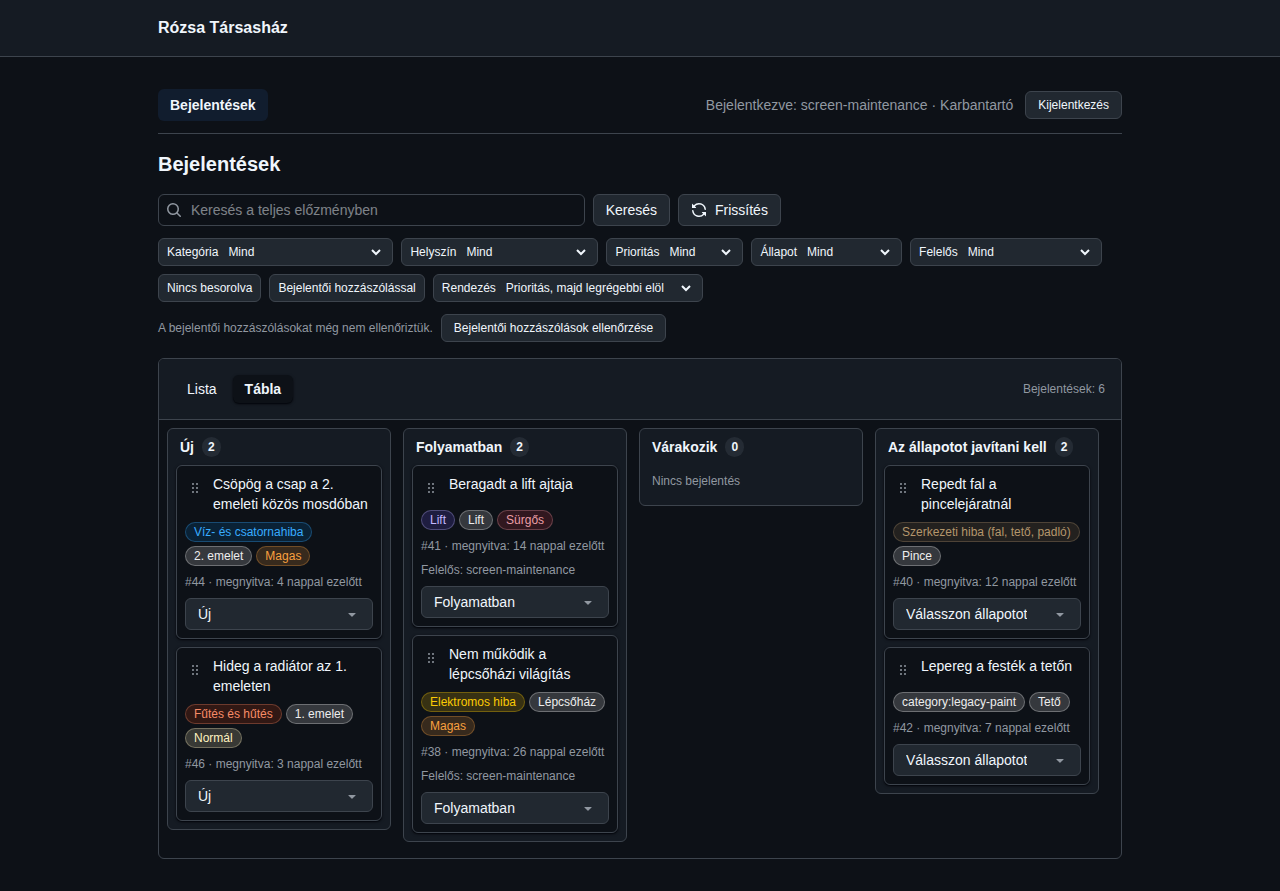 Rózsa Társasház
Bejelentések
Bejelentkezve: screen-maintenance · Karbantartó
Kijelentkezés
Bejelentések
Keresés a teljes előzményben
Keresés
Frissítés
Kategória Mind
Helyszín Mind
Prioritás Mind
Állapot Mind
Felelős Mind
Nincs besorolva
Bejelentői hozzászólással
Rendezés Prioritás, majd legrégebbi elöl
A bejelentői hozzászólásokat még nem ellenőriztük.
Bejelentői hozzászólások ellenőrzése
Lista
Tábla
Bejelentések: 6
Új 2
Csöpög a csap a 2.
emeleti közös mosdóban
Víz- és csatornahiba
2. emelet
Magas
#44 · megnyitva: 4 nappal ezelőtt
Új
Hideg a radiátor az 1.
emeleten
Fűtés és hűtés
1. emelet
Normál
#46 · megnyitva: 3 nappal ezelőtt
Új
Folyamatban 2
Beragadt a lift ajtaja
Lift
Lift
Sürgős
#41 · megnyitva: 14 nappal ezelőtt
Felelős: screen-maintenance
Folyamatban
Nem működik a
lépcsőházi világítás
Elektromos hiba
Lépcsőház
Magas
#38 · megnyitva: 26 nappal ezelőtt
Felelős: screen-maintenance
Folyamatban
Várakozik 0
Nincs bejelentés
Az állapotot javítani kell 2
Repedt fal a
pincelejáratnál
Szerkezeti hiba (fal, tető, padló)
Pince
#40 · megnyitva: 12 nappal ezelőtt
Válasszon állapotot
Lepereg a festék a tetőn
category:legacy-paint
Tető
#42 · megnyitva: 7 nappal ezelőtt
Válasszon állapotot